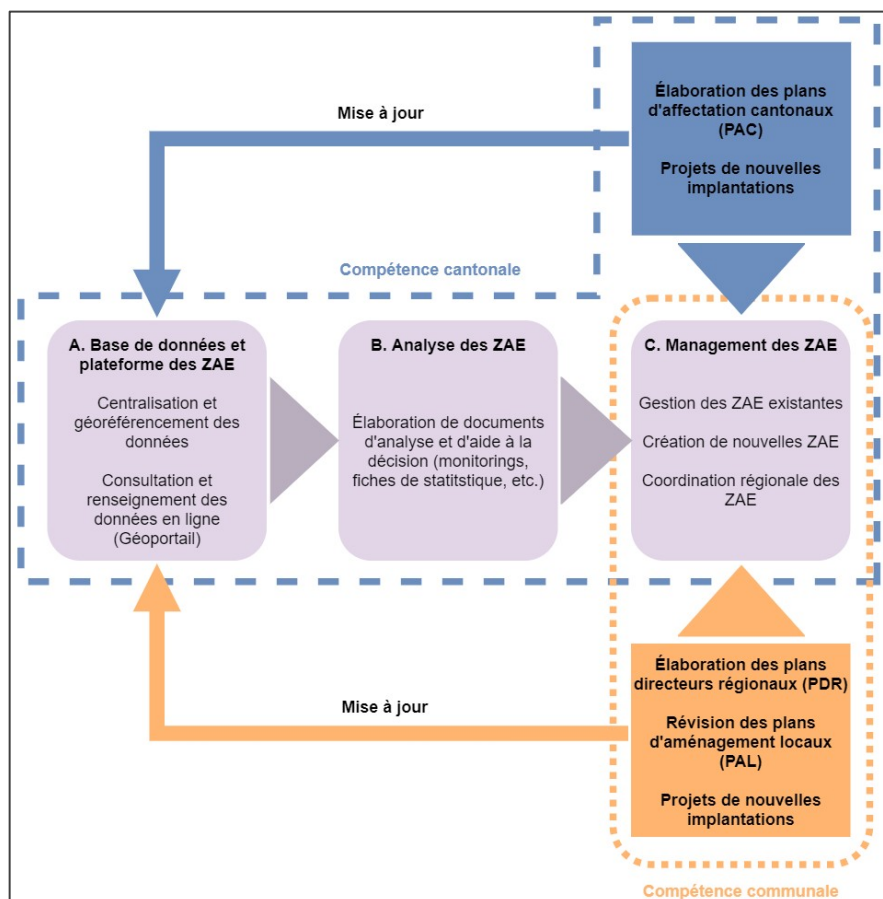 Élaboration des plans
d'affectation cantonaux
(PAC)
Projets de nouvelles
implantations
Mise à jour
Compétence cantonale
A. Base de données et
plateforme des ZAE
Centralisation et
géoréférencement des
données
Consultation et
renseignement des
données en ligne
(Géoportail)
B. Analyse des ZAE
Élaboration de documents
d'analyse et d'aide à la
décision (monitorings,
fiches de statitstique, etc.)
C. Management des ZAE
Gestion des ZAE existantes
Création de nouvelles ZAE
Coordination régionale des
ZAE
Mise à jour
Élaboration des plans
directeurs régionaux (PDR)
Révision des plans
d'aménagement locaux
(PAL)
Projets de nouvelles
implantations
Compétence communale